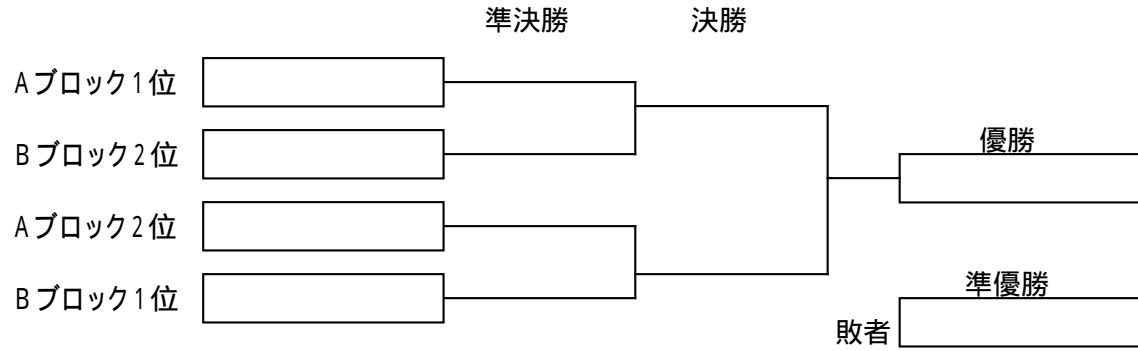 準決勝 決勝
Aブロック1位
Bブロック2位
優勝
Aブロック2位
準優勝
Bブロック1位
敗者